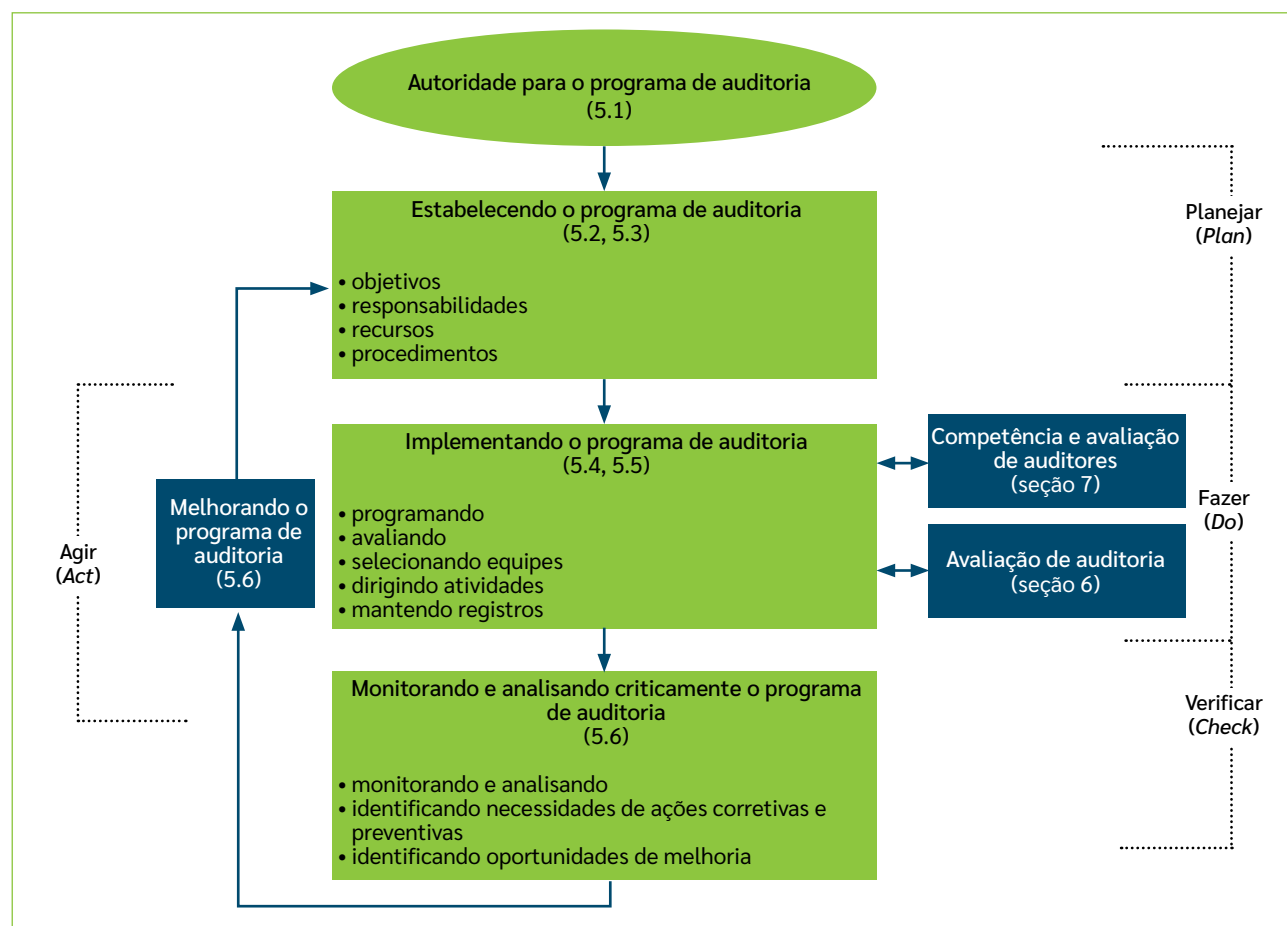 Autoridade para o programa de auditoria
(5.1)
Estabelecendo o programa de auditoria
(5.2, 5.3)
• objetivos
• responsabilidades
• recursos
• procedimentos
Planejar
(Plan)
Implementando o programa de auditoria
(5.4, 5.5)
• programando
• avaliando
• selecionando equipes
• dirigindo atividades
• mantendo registros
Competência e avaliação
de auditores
(seção 7)
Avaliação de auditoria
(seção 6)
Fazer
(Do)
Melhorando o
programa de
auditoria
(5.6)
Agir
(Act)
Monitorando e analisando criticamente o programa
de auditoria
(5.6)
• monitorando e analisando
• identificando necessidades de ações corretivas e
preventivas
• identificando oportunidades de melhoria
Verificar
(Check)